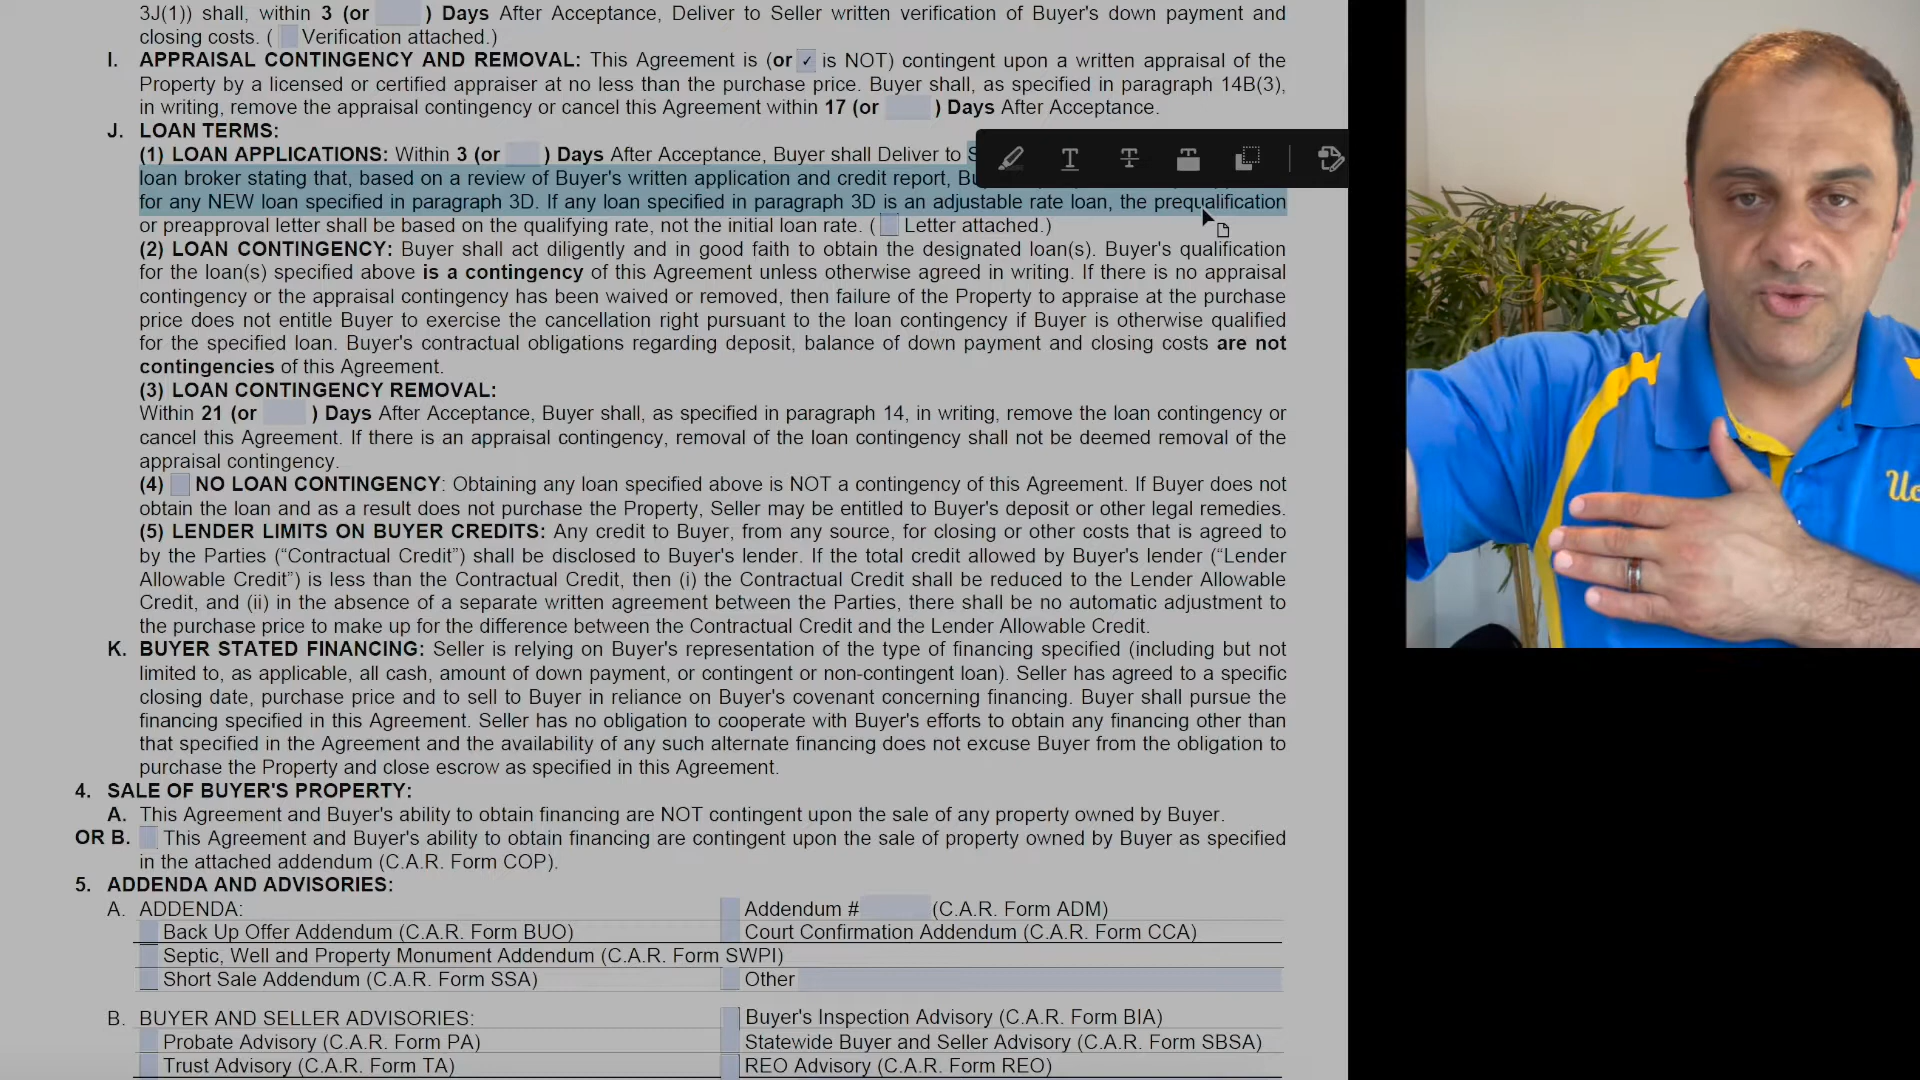 3J(1)) shall, within 3 (or ) Days After Acceptance, Deliver to Seller written verification of Buyer's down payment and
closing costs. ( Verification attached.)
I. APPRAISAL CONTINGENCY AND REMOVAL: This Agreement is (or ✓ is NOT) contingent upon a written appraisal of the
Property by a licensed or certified appraiser at no less than the purchase price. Buyer shall, as specified in paragraph 14B(3),
in writing, remove the appraisal contingency or cancel this Agreement within 17 (or ) Days After Acceptance.
J. LOAN TERMS:
(1) LOAN APPLICATIONS: Within 3 (or ) Days After Acceptance, Buyer shall Deliver to
loan broker stating that, based on a review of Buyer's written application and credit report,
for any NEW loan specified in paragraph 3D. If any loan specified in paragraph 3D is an adjustable rate loan, the prequalification
or preapproval letter shall be based on the qualifying rate, not the initial loan rate. ( Letter attached.)
(2) LOAN CONTINGENCY: Buyer shall act diligently and in good faith to obtain the designated loan(s). Buyer's qualification
for the loan(s) specified above is a contingency of this Agreement unless otherwise agreed in writing. If there is no appraisal
contingency or the appraisal contingency has been waived or removed, then failure of the Property to appraise at the purchase
price does not entitle Buyer to exercise the cancellation right pursuant to the loan contingency if Buyer is otherwise qualified
for the specified loan. Buyer's contractual obligations regarding deposit, balance of down payment and closing costs are not
contingencies of this Agreement.
(3) LOAN CONTINGENCY REMOVAL:
Within 21 (or ) Days After Acceptance, Buyer shall, as specified in paragraph 14, in writing, remove the loan contingency or
cancel this Agreement. If there is an appraisal contingency, removal of the loan contingency shall not be deemed removal of the
appraisal contingency.
(4) NO LOAN CONTINGENCY: Obtaining any loan specified above is NOT a contingency of this Agreement. If Buyer does not
obtain the loan and as a result does not purchase the Property, Seller may be entitled to Buyer's deposit or other legal remedies.
(5) LENDER LIMITS ON BUYER CREDITS: Any credit to Buyer, from any source, for closing or other costs that is agreed to
by the Parties (“Contractual Credit”) shall be disclosed to Buyer's lender. If the total credit allowed by Buyer's lender (“Lender
Allowable Credit”) is less than the Contractual Credit, then (i) the Contractual Credit shall be reduced to the Lender Allowable
Credit, and (ii) in the absence of a separate written agreement between the Parties, there shall be no automatic adjustment to
the purchase price to make up for the difference between the Contractual Credit and the Lender Allowable Credit.
K. BUYER STATED FINANCING: Seller is relying on Buyer's representation of the type of financing specified (including but not
limited to, as applicable, all cash, amount of down payment, or contingent or non-contingent loan). Seller has agreed to a specific
closing date, purchase price and to sell to Buyer in reliance on Buyer's covenant concerning financing. Buyer shall pursue the
financing specified in this Agreement. Seller has no obligation to cooperate with Buyer's efforts to obtain any financing other than
that specified in the Agreement and the availability of any such alternate financing does not excuse Buyer from the obligation to
purchase the Property and close escrow as specified in this Agreement.
4. SALE OF BUYER'S PROPERTY:
A. This Agreement and Buyer's ability to obtain financing are NOT contingent upon the sale of any property owned by Buyer.
OR B. This Agreement and Buyer's ability to obtain financing are contingent upon the sale of property owned by Buyer as specified
in the attached addendum (C.A.R. Form COP).
5. ADDENDA AND ADVISORIES:
A. ADDENDA: Addendum # (C.A.R. Form ADM)
Back Up Offer Addendum (C.A.R. Form BUO) Court Confirmation Addendum (C.A.R. Form CCA)
Septic, Well and Property Monument Addendum (C.A.R. Form SWPI)
Short Sale Addendum (C.A.R. Form SSA) Other
B. BUYER AND SELLER ADVISORIES: Buyer's Inspection Advisory (C.A.R. Form BIA)
Probate Advisory (C.A.R. Form PA) Statewide Buyer and Seller Advisory (C.A.R. Form SBSA)
Trust Advisory (C.A.R. Form TA) REO Advisory (C.A.R. Form REO)